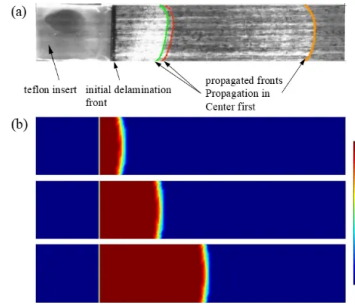 (a)
teflon insert
initial delamination
front
propagated fronts
Propagation in
Center first
(b)